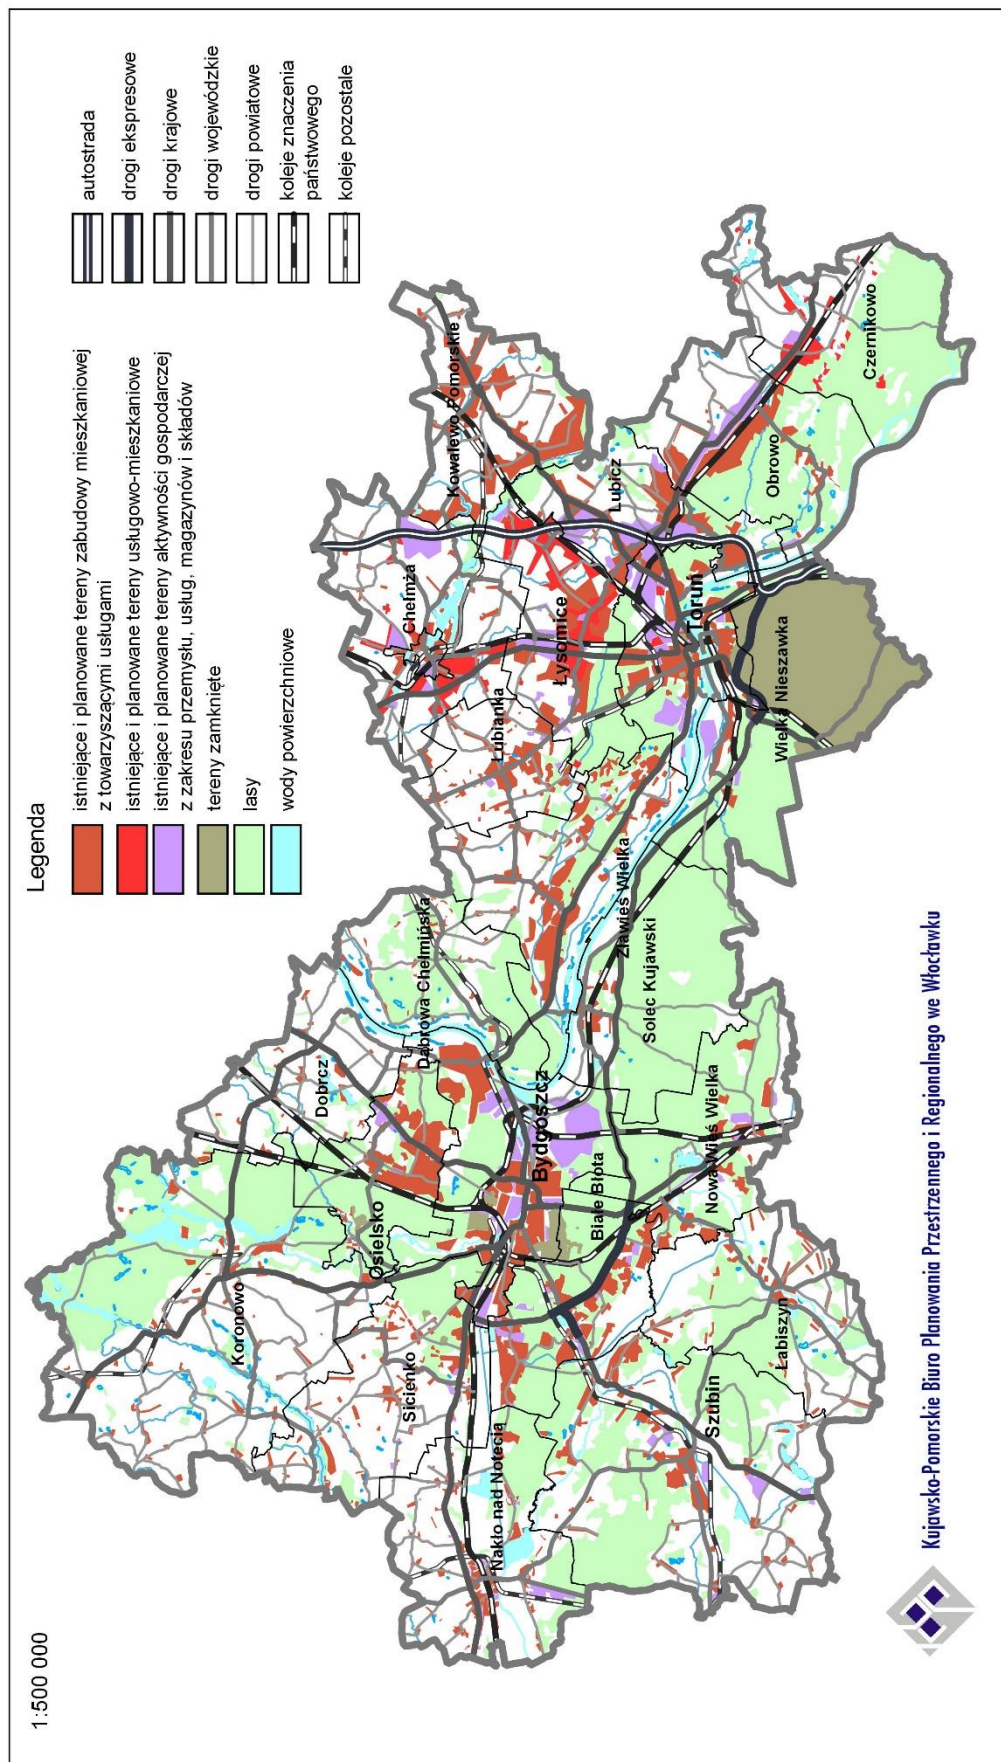 1:500 000
Legenda
istniejące i planowane tereny zabudowy mieszkaniowej
z towarzyszącymi usługami
istniejące i planowane tereny usługowo-mieszkaniowe
istniejące i planowane tereny aktywności gospodarczej
z zakresu przemysłu, usług, magazynów i składów
tereny zamknięte
lasy
wody powierzchniowe
autostrada
drogi ekspresowe
drogi krajowe
drogi wojewódzkie
drogi powiatowe
koleje znaczenia
państwowego
koleje pozostałe
Koronowo
Dobrcz
Osielsko
Sicienko
Dąbrowa Chełmińska
Nakło nad Notecią
Bydgoszcz
Białe Błota
Szubin
Łabiszyn
Nowa Wieś Wielka
Solec Kujawski
Zławieś Wielka
Łubianka
Chełmża
Łysomice
Kowalewo Pomorskie
Lubicz
Toruń
Wielka Nieszawka
Obrowo
Czernikowo
Kujawsko-Pomorskie Biuro Planowania Przestrzennego i Regionalnego we Włocławku